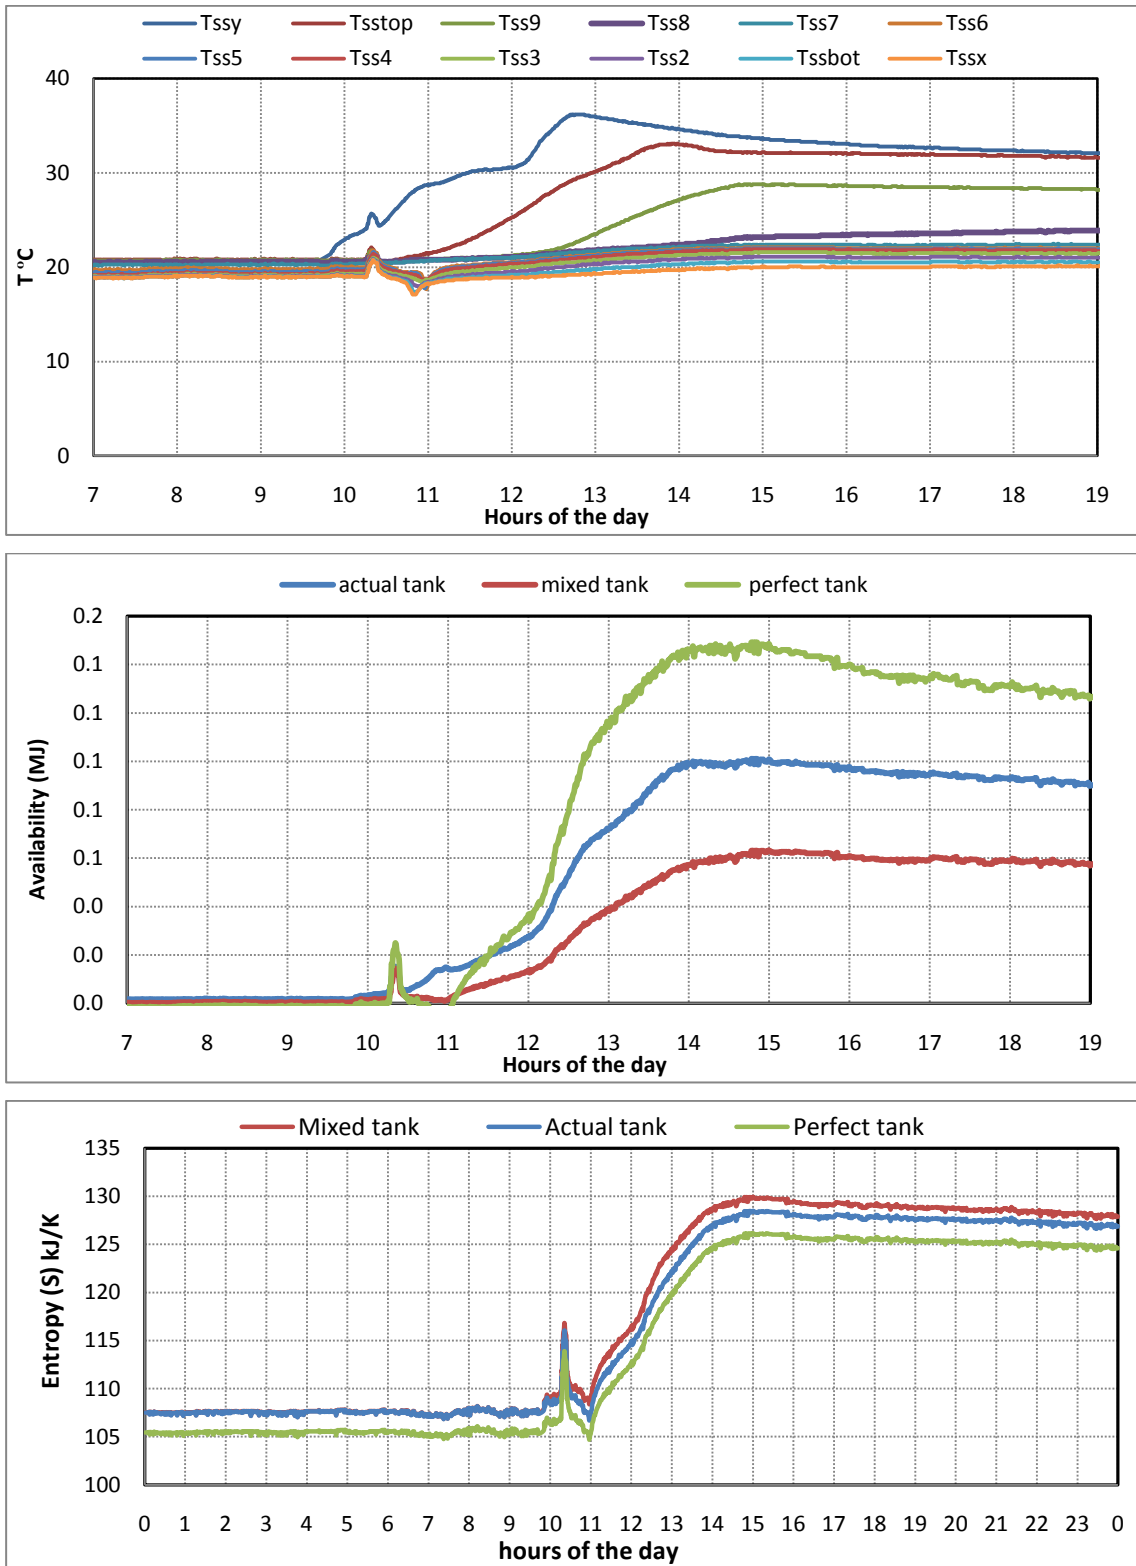 Tssy Tsstop Tss9 Tss8 Tss7 Tss6
Tss5 Tss4 Tss3 Tss2 Tssbot Tssx
40
30
20
10
0
T °C
7 8 9 10 11 12 13 14 15 16 17 18 19
Hours of the day
actual tank mixed tank perfect tank
0.2
0.1
0.1
0.1
0.1
0.1
0.0
0.0
0.0
Availability (MJ)
7 8 9 10 11 12 13 14 15 16 17 18 19
Hours of the day
Mixed tank Actual tank Perfect tank
135
130
125
120
115
110
105
100
Entropy (S) kJ/K
0 1 2 3 4 5 6 7 8 9 10 11 12 13 14 15 16 17 18 19 20 21 22 23 0
hours of the day